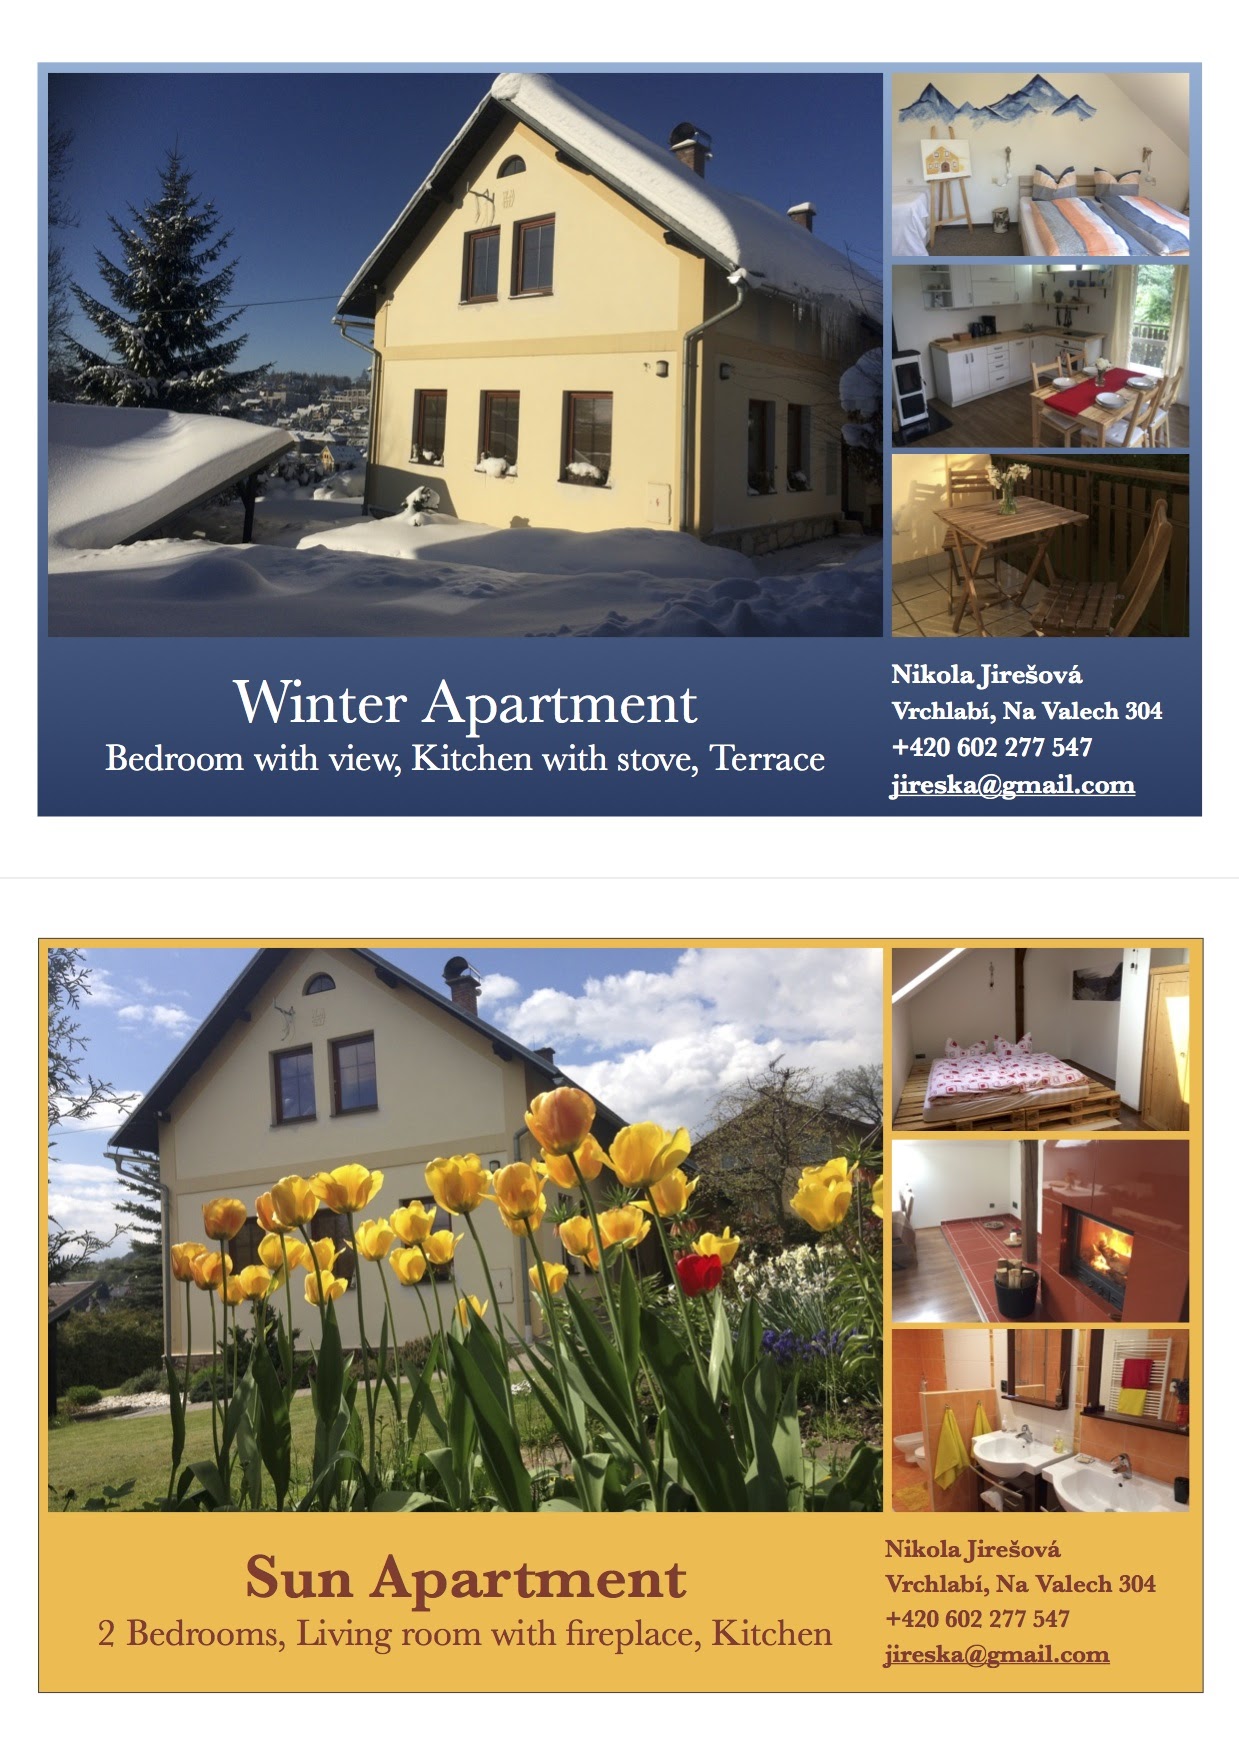 Winter Apartment
Bedroom with view, Kitchen with stove, Terrace
Nikola Jirešová
Vrchlabí, Na Valech 304
+420 602 277 547
jireska@gmail.com
Sun Apartment
2 Bedrooms, Living room with fireplace, Kitchen
Nikola Jirešová
Vrchlabí, Na Valech 304
+420 602 277 547
jireska@gmail.com